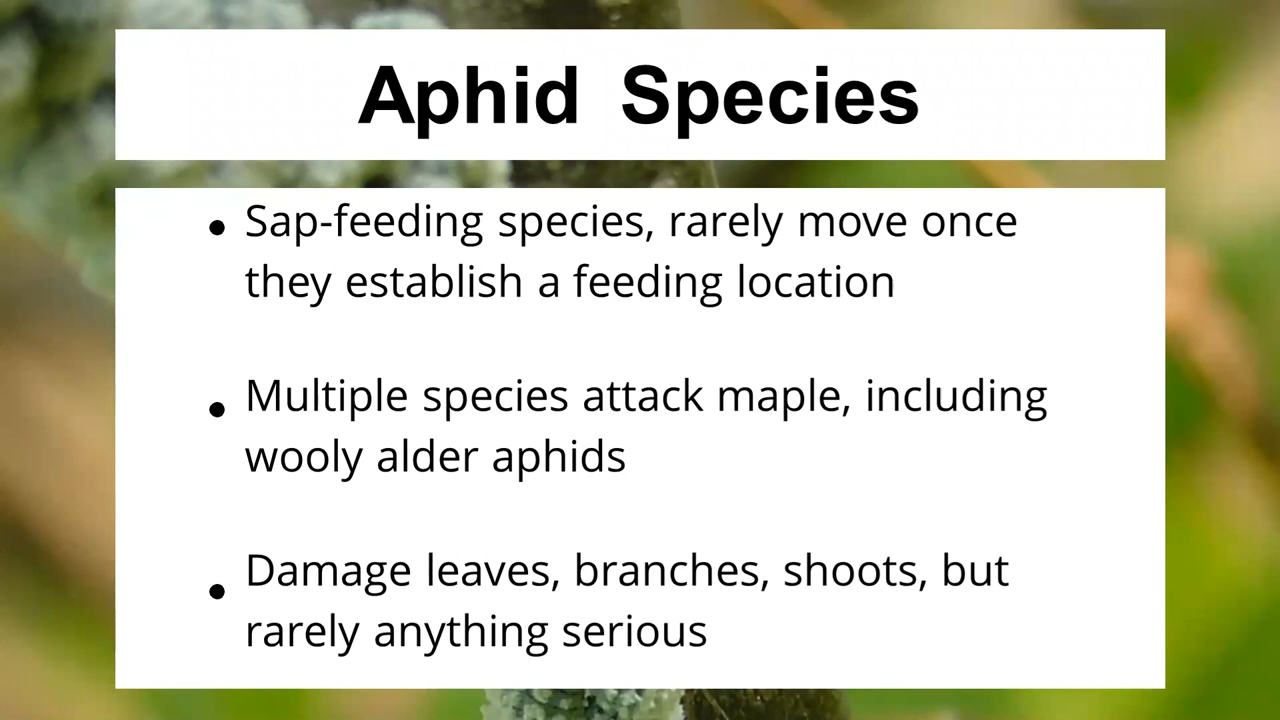 Aphid Species
• Sap-feeding species, rarely move once
they establish a feeding location
• Multiple species attack maple, including
wooly alder aphids
• Damage leaves, branches, shoots, but
rarely anything serious